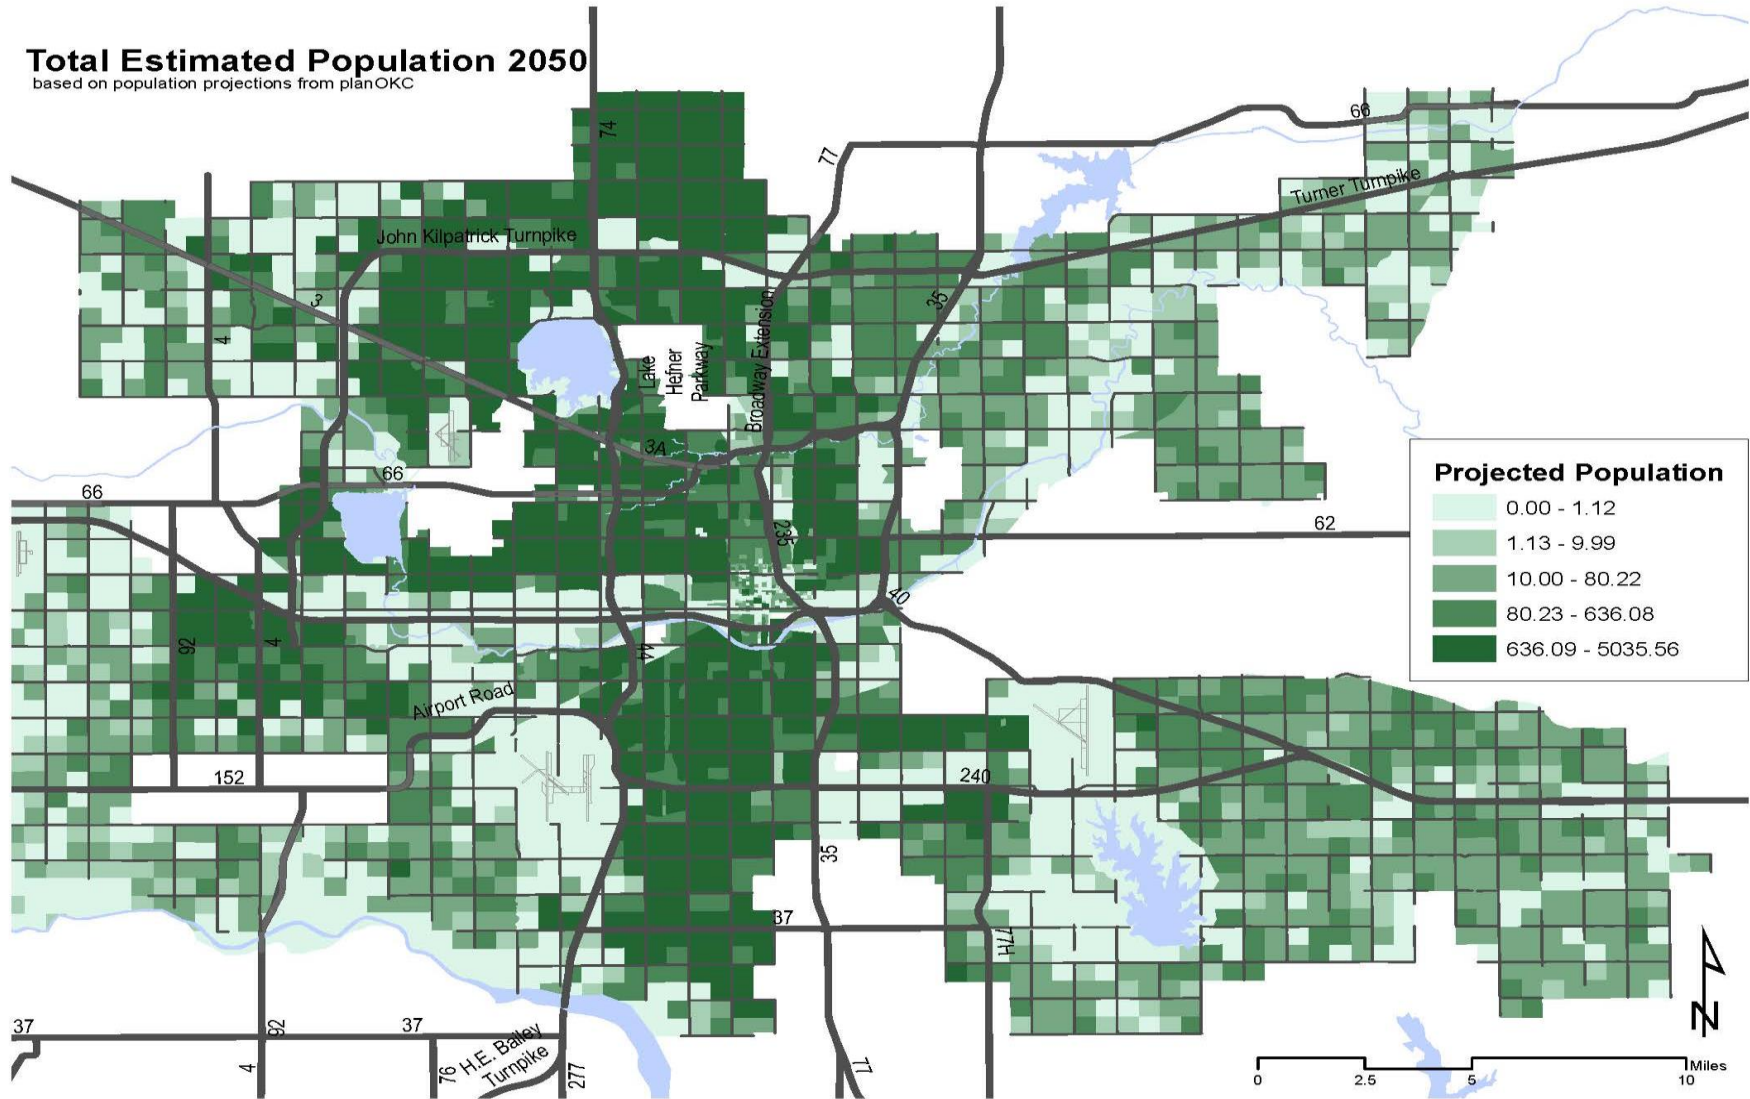 Total Estimated Population 2050
based on population projections from planOKC
74
77
66
Turner Turnpike
John Kilpatrick Turnpike
3
35
4
Lake
Hefner
Parkway
Broadway Extension
3A
66
66
62
235
40
92
4
44
Airport Road
152
240
35
37
77H
37
92
37
4
76
H.E. Bailey
Turnpike
277
77
Projected Population
0.00 - 1.12
1.13 - 9.99
10.00 - 80.22
80.23 - 636.08
636.09 - 5035.56
N
Miles
0 2.5 5 10